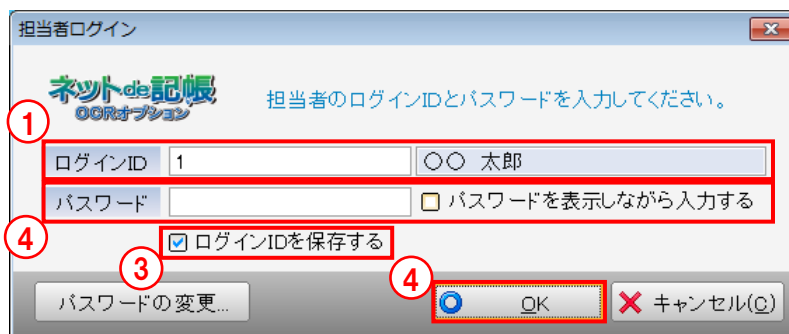 担当者ログイン
ネットde記帳
OCRオプション
担当者のログインIDとパスワードを入力してください。
①
ログインID 1 〇〇 太郎
パスワード パスワードを表示しながら入力する
④
ログインIDを保存する
③
④
パスワードの変更... OK キャンセル(C)